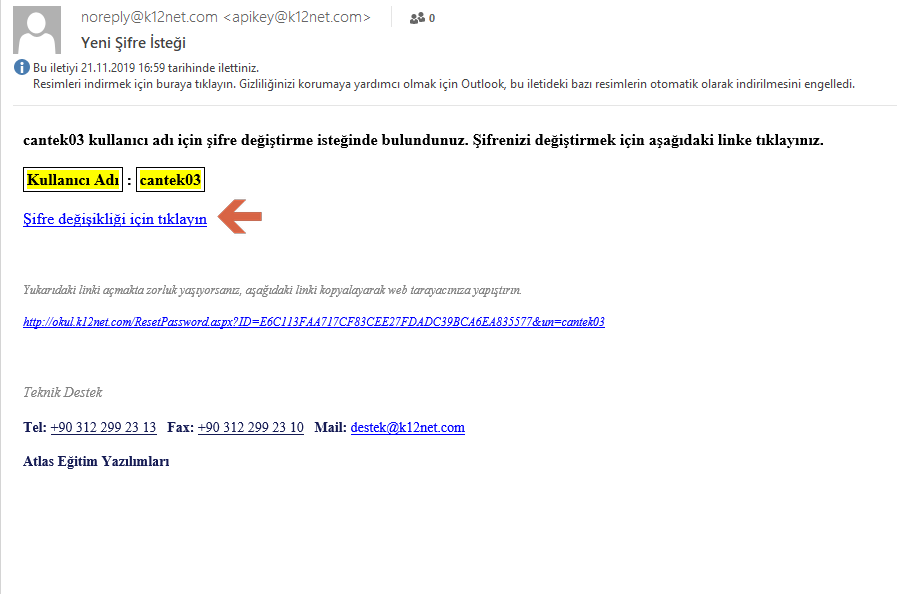 noreply@k12net.com <apikey@k12net.com> 0
Yeni Şifre İsteği
Bu iletiyi 21.11.2019 16:59 tarihinde ilettiniz.
Resimleri indirmek için buraya tıklayın. Gizliliğinizi korumaya yardımcı olmak için Outlook, bu iletideki bazı resimlerin otomatik olarak indirilmesini engelledi.
cantek03 kullanıcı adı için şifre değiştirme isteğinde bulundunuz. Şifrenizi değiştirmek için aşağıdaki linke tıklayınız.
Kullanıcı Adı : cantek03
Şifre değişikliği için tıklayın
Yukarıdaki linki açmakta zorluk yaşıyorsanız, aşağıdaki linki kopyalayarak web tarayacınıza yapıştırın.
http://okul.k12net.com/ResetPassword.aspx?ID=E6C113FAA717CF83CEE27FDADC39BCA6EA835577&un=cantek03
Teknik Destek
Tel: +90 312 299 23 13 Fax: +90 312 299 23 10 Mail: destek@k12net.com
Atlas Eğitim Yazılımları